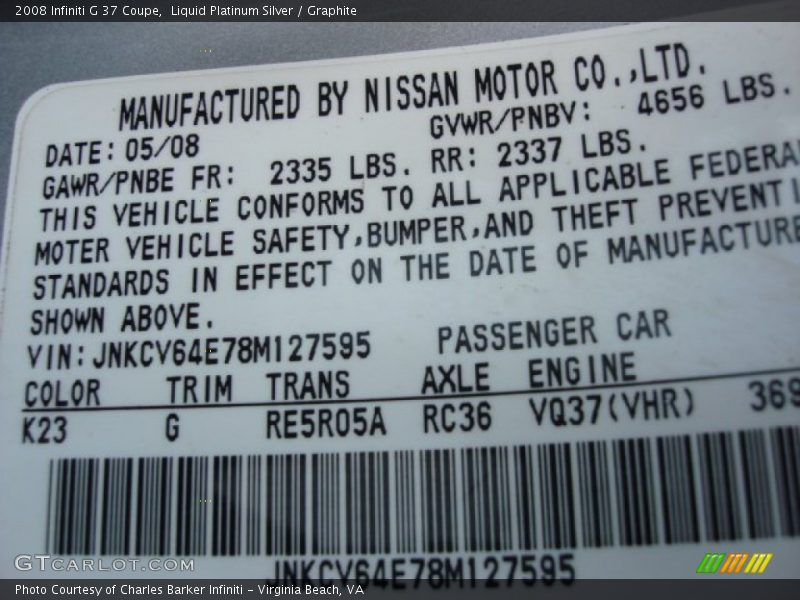 2008 Infiniti G 37 Coupe,  Liquid Platinum Silver / Graphite
MANUFACTURED BY NISSAN MOTOR CO.,LTD.
DATE: 05/08 GVWR/PNBV: 4656 LBS.
GAWR/PNBE FR: 2335 LBS. RR: 2337 LBS.
THIS VEHICLE CONFORMS TO ALL APPLICABLE FEDERA
MOTER VEHICLE SAFETY,BUMPER,AND THEFT PREVENTI
STANDARDS IN EFFECT ON THE DATE OF MANUFACTURE
SHOWN ABOVE.
VIN:JNKCV64E78M127595 PASSENGER CAR
COLOR TRIM TRANS AXLE ENGINE
K23 G RE5R05A RC36 VQ37(VHR) 369
JNKCV64E78M127595
GTCARLOT.COM
Photo Courtesy of Charles Barker Infiniti - Virginia Beach, VA